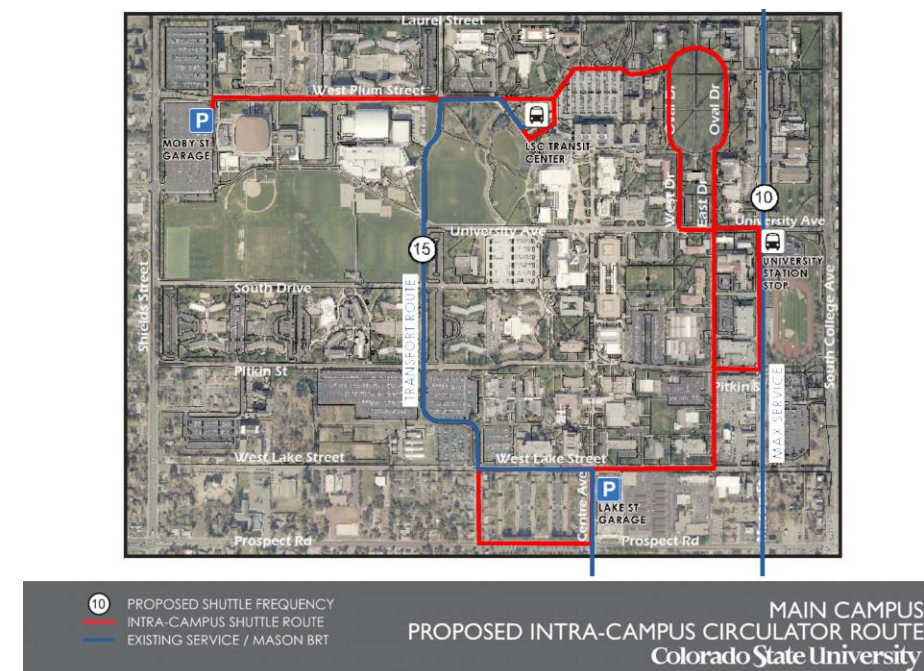 Laurel Street
West Plum Street
P
MOBY ST.
GARAGE
LSC TRANSIT
CENTER
Oval Dr
Oval Dr
West Dr
East Dr
10
University Ave
University Ave
UNIVERSITY
STATION
STOP
15
TRANSPORT ROUTE
South Drive
Shields Street
South College Ave
Pitkin St
Pitkin St
MAX SERVICE
West Lake Street
West Lake Street
P
LAKE ST
GARAGE
Centre Ave
Prospect Rd
Prospect Rd
10 PROPOSED SHUTTLE FREQUENCY
INTRA-CAMPUS SHUTTLE ROUTE
EXISTING SERVICE / MASON BRT
MAIN CAMPUS
PROPOSED INTRA-CAMPUS CIRCULATOR ROUTE
Colorado State University